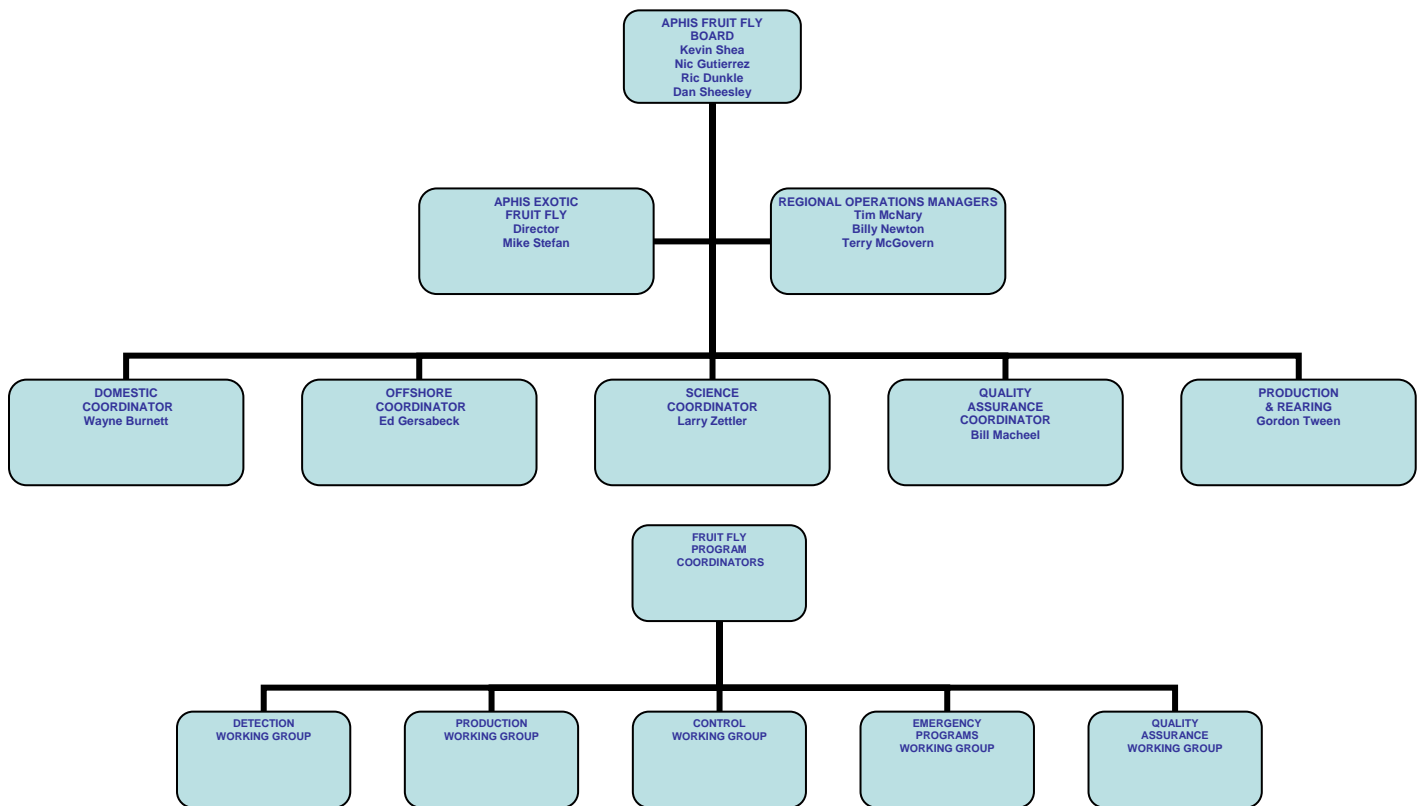 APHIS FRUIT FLY
BOARD
Kevin Shea
Nic Gutierrez
Ric Dunkle
Dan Sheesley
APHIS EXOTIC
FRUIT FLY
Director
Mike Stefan
REGIONAL OPERATIONS MANAGERS
Tim McNary
Billy Newton
Terry McGovern
DOMESTIC
COORDINATOR
Wayne Burnett
OFFSHORE
COORDINATOR
Ed Gersabeck
SCIENCE
COORDINATOR
Larry Zettler
QUALITY
ASSURANCE
COORDINATOR
Bill Macheel
PRODUCTION
& REARING
Gordon Tween
FRUIT FLY
PROGRAM
COORDINATORS
DETECTION
WORKING GROUP
PRODUCTION
WORKING GROUP
CONTROL
WORKING GROUP
EMERGENCY
PROGRAMS
WORKING GROUP
QUALITY
ASSURANCE
WORKING GROUP